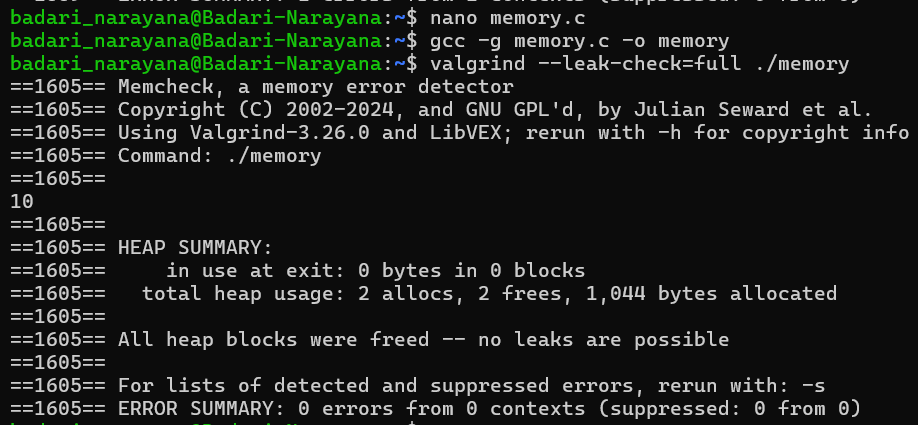 badari_narayana@Badari-Narayana:~$ nano memory.c
badari_narayana@Badari-Narayana:~$ gcc -g memory.c -o memory
badari_narayana@Badari-Narayana:~$ valgrind --leak-check=full ./memory
==1605== Memcheck, a memory error detector
==1605== Copyright (C) 2002-2024, and GNU GPL'd, by Julian Seward et al.
==1605== Using Valgrind-3.26.0 and LibVEX; rerun with -h for copyright info
==1605== Command: ./memory
==1605==
10
==1605==
==1605== HEAP SUMMARY:
==1605==     in use at exit: 0 bytes in 0 blocks
==1605==   total heap usage: 2 allocs, 2 frees, 1,044 bytes allocated
==1605==
==1605== All heap blocks were freed -- no leaks are possible
==1605==
==1605== For lists of detected and suppressed errors, rerun with: -s
==1605== ERROR SUMMARY: 0 errors from 0 contexts (suppressed: 0 from 0)